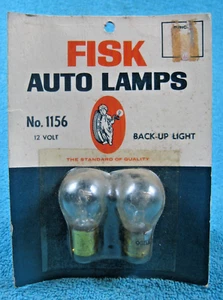 FISK
AUTO LAMPS
No. 1156
12 VOLT
BACK-UP LIGHT
THE STANDARD OF QUALITY